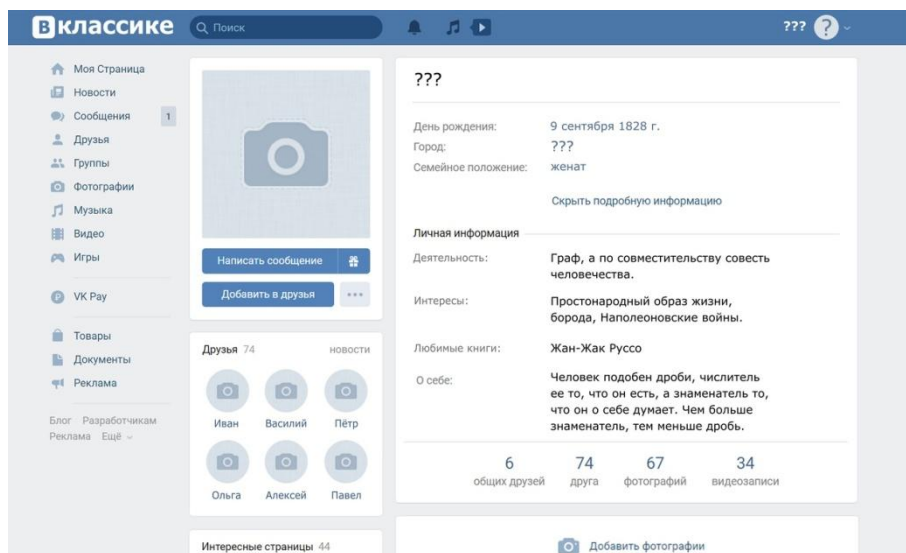 Вклассике
Поиск
???
Моя Страница
Новости
Сообщения 1
Друзья
Группы
Фотографии
Музыка
Видео
Игры
VK Pay
Товары
Документы
Реклама
Блог Разработчикам
Реклама Ещё
Написать сообщение
Добавить в друзья
Друзья 74 новости
Иван Василий Пётр
Ольга Алексей Павел
Интересные страницы 44
???
День рождения: 9 сентября 1828 г.
Город: ???
Семейное положение: женат
Скрыть подробную информацию
Личная информация
Деятельность: Граф, а по совместительству совесть
человечества.
Интересы: Простонародный образ жизни,
борода, Наполеоновские войны.
Любимые книги: Жан-Жак Руссо
О себе: Человек подобен дроби, числитель
ее то, что он есть, а знаменатель то,
что он о себе думает. Чем больше
знаменатель, тем меньше дробь.
6 74 67 34
общих друзей друга фотографий видеозаписи
Добавить фотографии